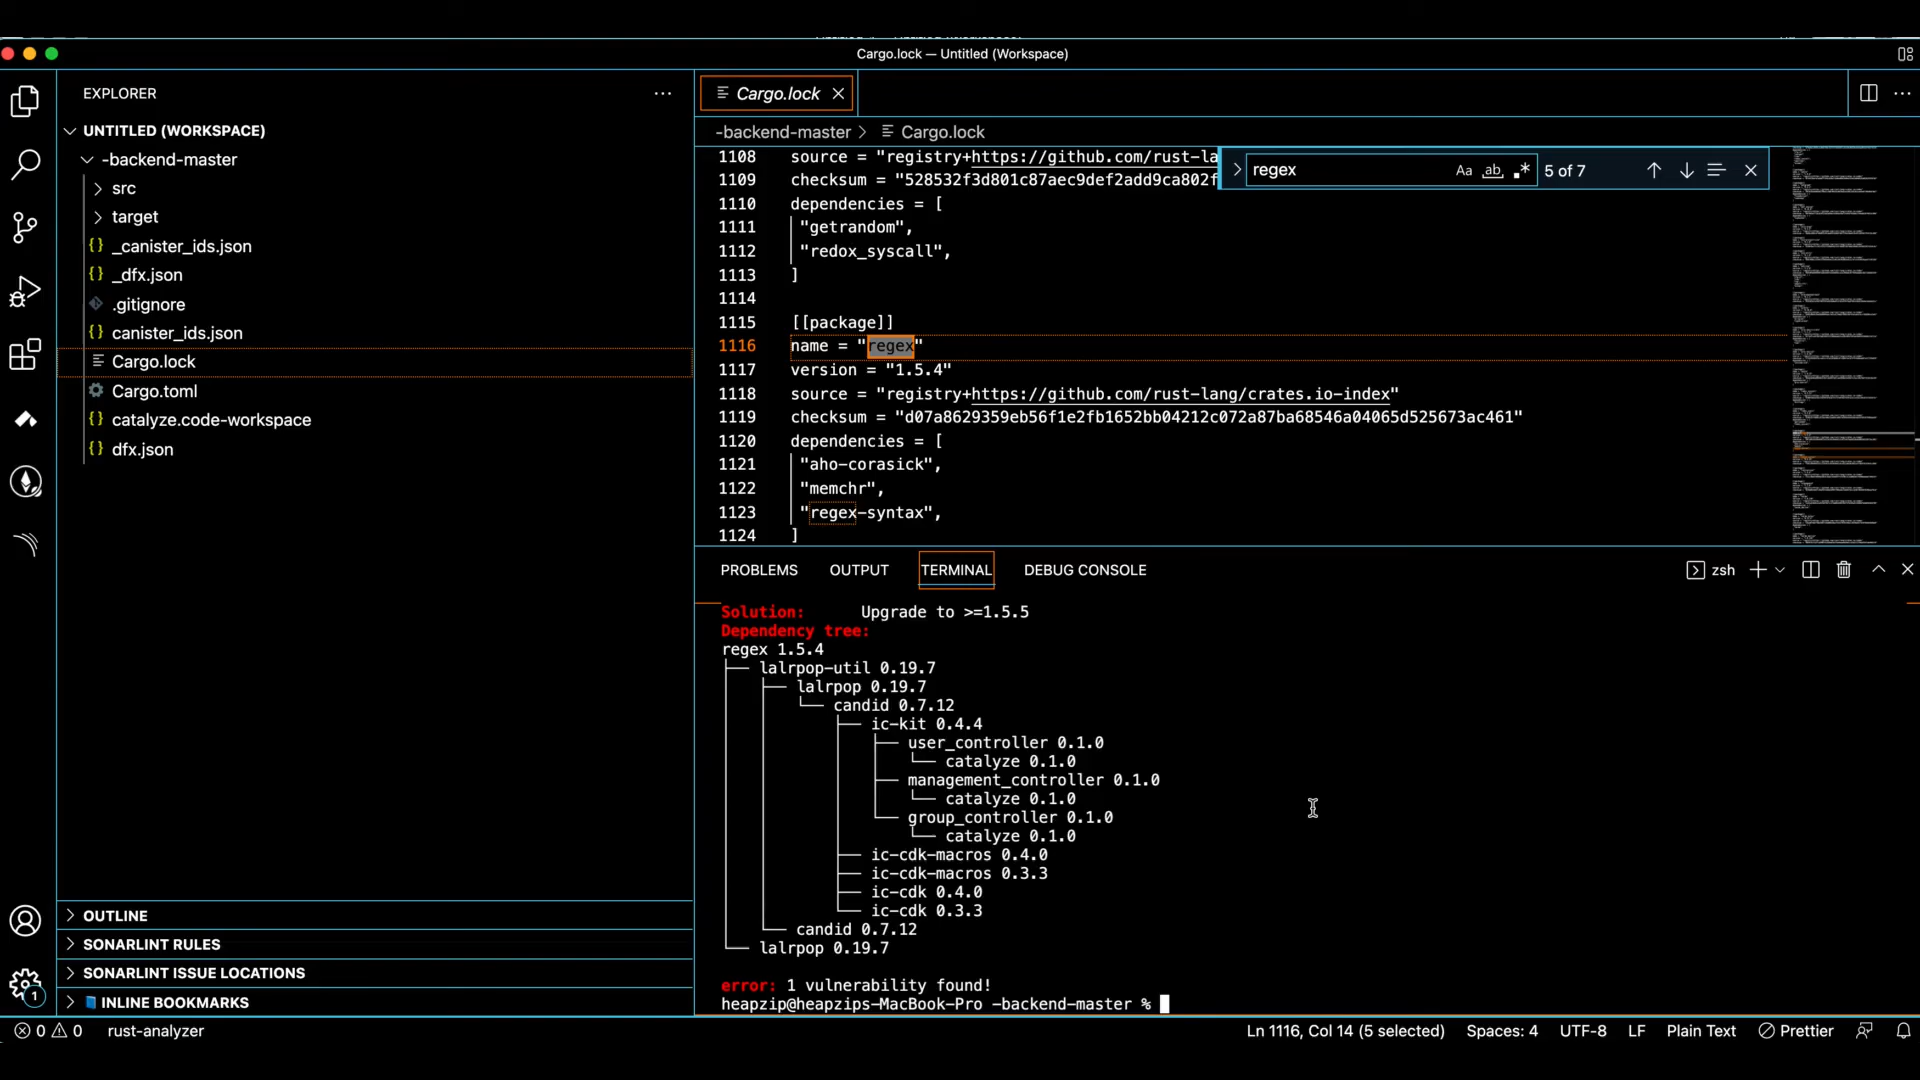 Cargo.lock — Untitled (Workspace)
EXPLORER
UNTITLED (WORKSPACE)
-backend-master
src
target
_canister_ids.json
_dfx.json
.gitignore
canister_ids.json
Cargo.lock
Cargo.toml
catalyze.code-workspace
dfx.json
OUTLINE
SONARLINT RULES
SONARLINT ISSUE LOCATIONS
INLINE BOOKMARKS
Cargo.lock
-backend-master > Cargo.lock
regex Aa ab 5 of 7
1108 source = "registry+https://github.com/rust-la
1109 checksum = "528532f3d801c87aec9def2add9ca802f
1110 dependencies = [
1111 "getrandom",
1112 "redox_syscall",
1113 ]
1114
1115 [[package]]
1116 name = "regex"
1117 version = "1.5.4"
1118 source = "registry+https://github.com/rust-lang/crates.io-index"
1119 checksum = "d07a8629359eb56f1e2fb1652bb04212c072a87ba68546a04065d525673ac461"
1120 dependencies = [
1121 "aho-corasick",
1122 "memchr",
1123 "regex-syntax",
1124 ]
PROBLEMS OUTPUT TERMINAL DEBUG CONSOLE zsh
Solution: Upgrade to >=1.5.5
Dependency tree:
regex 1.5.4
├── lalrpop-util 0.19.7
│   ├── lalrpop 0.19.7
│   │   └── candid 0.7.12
│   │       ├── ic-kit 0.4.4
│   │       │   ├── user_controller 0.1.0
│   │       │   │   └── catalyze 0.1.0
│   │       │   ├── management_controller 0.1.0
│   │       │   │   └── catalyze 0.1.0
│   │       │   └── group_controller 0.1.0
│   │       │       └── catalyze 0.1.0
│   │       ├── ic-cdk-macros 0.4.0
│   │       ├── ic-cdk-macros 0.3.3
│   │       ├── ic-cdk 0.4.0
│   │       └── ic-cdk 0.3.3
│   └── candid 0.7.12
└── lalrpop 0.19.7
error: 1 vulnerability found!
heapzip@heapzips-MacBook-Pro -backend-master %
1
0 0 rust-analyzer Ln 1116, Col 14 (5 selected) Spaces: 4 UTF-8 LF Plain Text Prettier